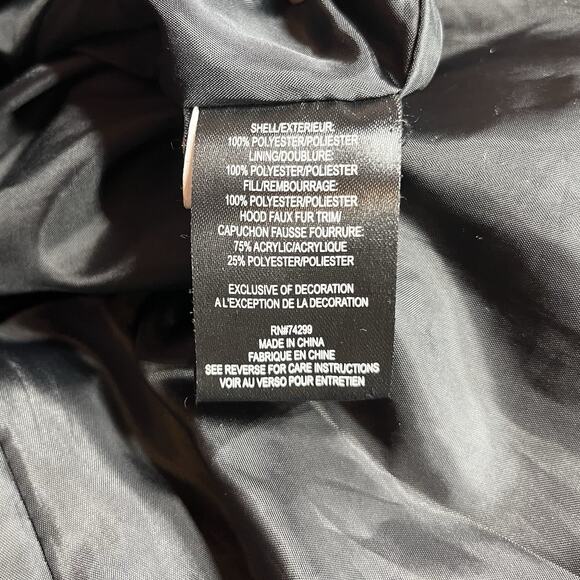 SHELL/EXTERIEUR:
100% POLYESTER/POLIESTER
LINING/DOUBLURE:
100% POLYESTER/POLIESTER
FILL/REMBOURRAGE:
100% POLYESTER/POLIESTER
HOOD FAUX FUR TRIM/
CAPUCHON FAUSSE FOURRURE:
75% ACRYLIC/ACRYLIQUE
25% POLYESTER/POLIESTER
EXCLUSIVE OF DECORATION
A L'EXCEPTION DE LA DECORATION
RN#74299
MADE IN CHINA
FABRIQUE EN CHINE
SEE REVERSE FOR CARE INSTRUCTIONS
VOIR AU VERSO POUR ENTRETIEN